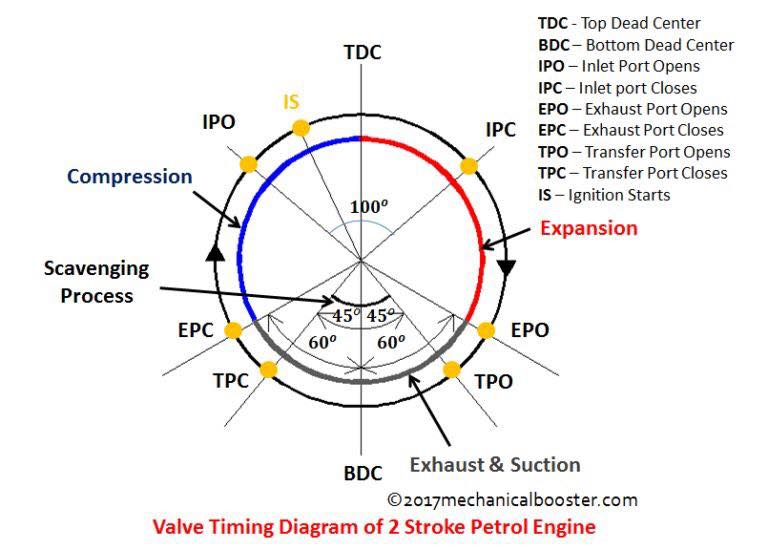 TDC - Top Dead Center
BDC – Bottom Dead Center
IPO – Inlet Port Opens
IPC – Inlet port Closes
EPO – Exhaust Port Opens
EPC – Exhaust Port Closes
TPO – Transfer Port Opens
TPC – Transfer Port Closes
IS – Ignition Starts
TDC
IS
IPO
IPC
Compression
100°
Expansion
Scavenging
Process
45° 45°
EPC
EPO
60°
60°
TPC
TPO
Exhaust & Suction
BDC
©2017mechanicalbooster.com
Valve Timing Diagram of 2 Stroke Petrol Engine